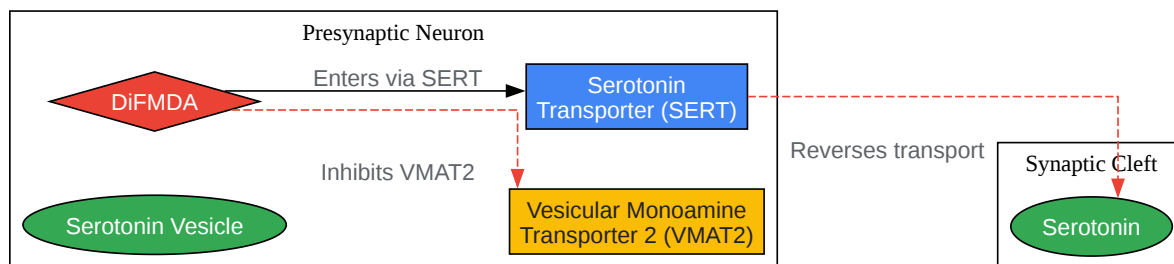 Presynaptic Neuron
Enters via SERT
DiFMDA
Serotonin
Transporter (SERT)
Reverses transport
Synaptic Cleft
Inhibits VMAT2
Serotonin Vesicle
Vesicular Monoamine
Transporter 2 (VMAT2)
Serotonin